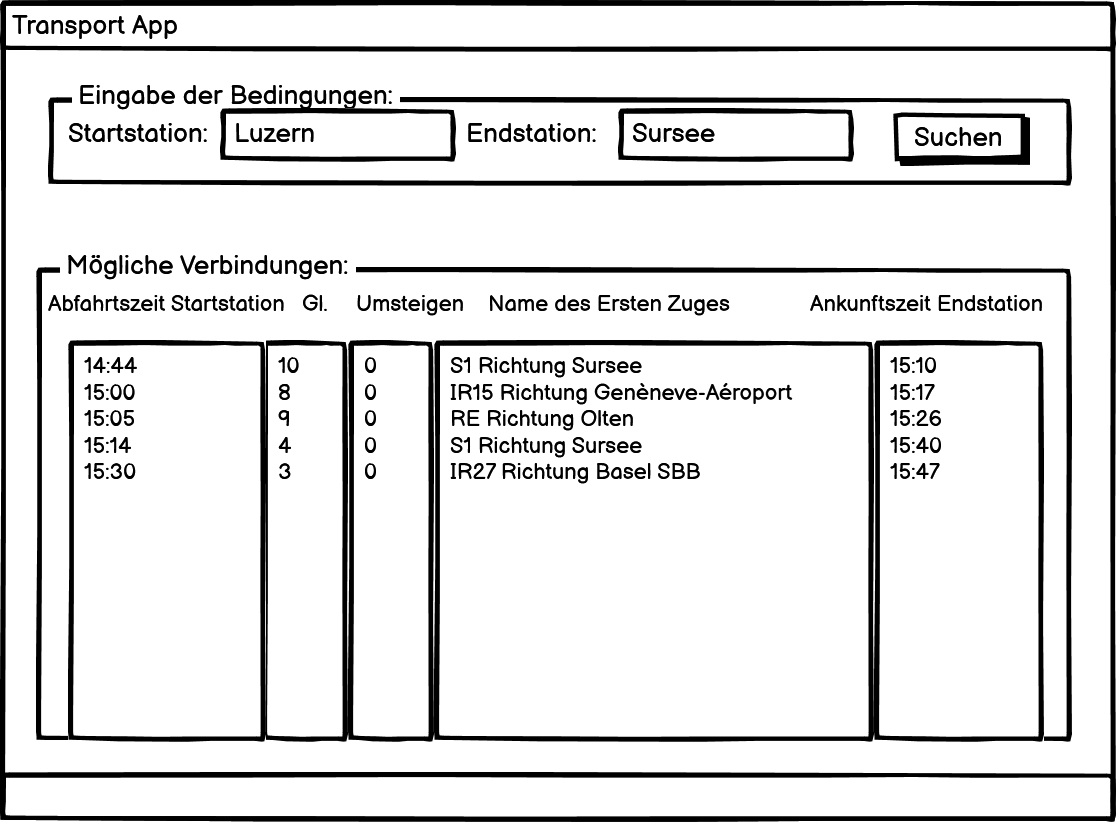 Transport App
Eingabe der Bedingungen:
Startstation: Luzern Endstation: Sursee Suchen
Mögliche Verbindungen:
Abfahrtszeit Startstation Gl. Umsteigen Name des Ersten Zuges Ankunftszeit Endstation
14:44 10 0 S1 Richtung Sursee 15:10
15:00 8 0 IR15 Richtung Genèneve-Aéroport 15:17
15:05 9 0 RE Richtung Olten 15:26
15:14 4 0 S1 Richtung Sursee 15:40
15:30 3 0 IR27 Richtung Basel SBB 15:47